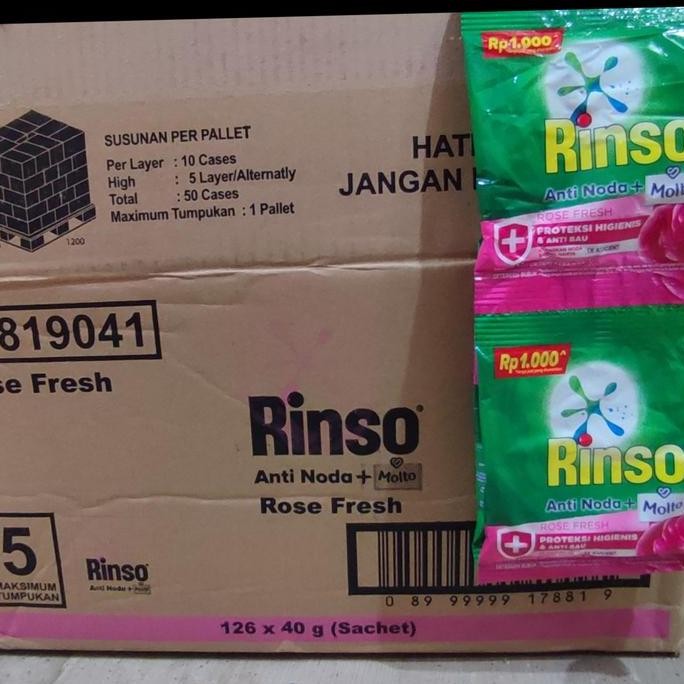 SUSUNAN PER PALLET
Per Layer : 10 Cases
High : 5 Layer/Alternatly
Total : 50 Cases
Maximum Tumpukan : 1 Pallet
1200
HATI
JANGAN
819041
se Fresh
Rinso
Anti Noda + Molto
Rose Fresh
5
MAKSIMUM
TUMPUKAN
Rinso
Anti Noda + Molto
0 89 99999 17881 9
126 x 40 g (Sachet)
Rp1.000
Rinso
Anti Noda + Molto
ROSE FRESH
PROTEKSI HIGIENIS
& ANTI BAU
Rp1.000^
Rinso
Anti Noda + Molto
ROSE FRESH
PROTEKSI HIGIENIS
& ANTI BAU